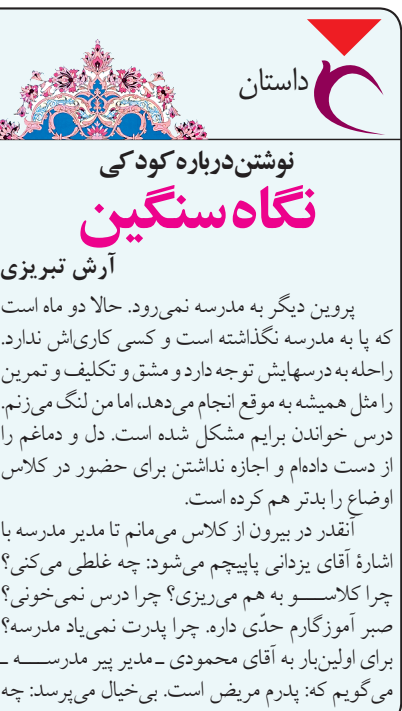 داستان
نوشتن درباره کودکی
نگاه سنگین
آرش تبریزی
پروین دیگر به مدرسه نمی‌رود. حالا دو ماه است
که پا به مدرسه نگذاشته است و کسی کاری‌اش ندارد.
راحله به درسهایش توجه دارد و مشق و تکلیف و تمرین
را مثل همیشه به موقع انجام می‌دهد، اما من لنگ می‌زنم.
درس خواندن برایم مشکل شده است. دل و دماغم را
از دست داده‌ام و اجازه نداشتن برای حضور در کلاس
اوضاع را بدتر هم کرده است.
آنقدر در بیرون از کلاس می‌مانم تا مدیر مدرسه با
اشارهٔ آقای یزدانی پاپیچم می‌شود: چه غلطی می‌کنی؟
چرا کلاســو به هم می‌ریزی؟ چرا درس نمی‌خونی؟
صبر آموزگارم حدّی داره. چرا پدرت نمی‌یاد مدرسه؟
برای اولین‌بار به آقای محمودی ـ مدیر پیر مدرســه ـ
می‌گویم که: پدرم مریض است. بی‌خیال می‌پرسد: چه